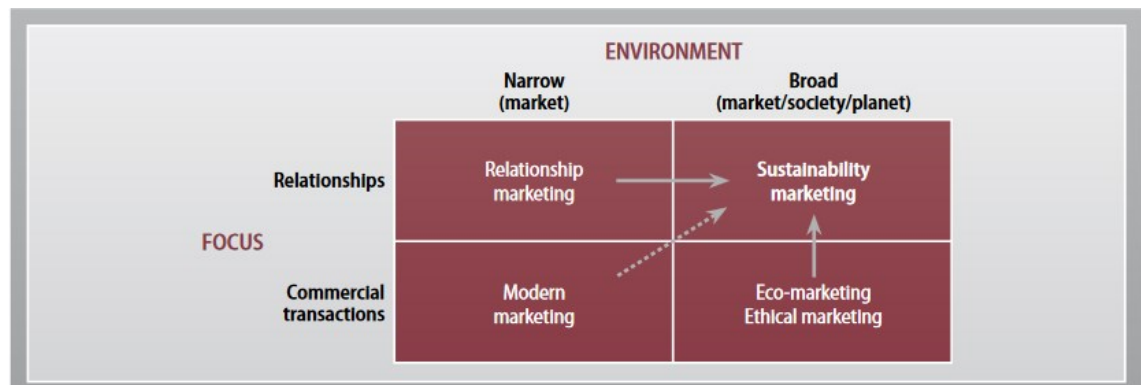 ENVIRONMENT
Narrow
(market)
Broad
(market/society/planet)
Relationships
Relationship
marketing
Sustainability
marketing
FOCUS
Commercial
transactions
Modern
marketing
Eco-marketing
Ethical marketing